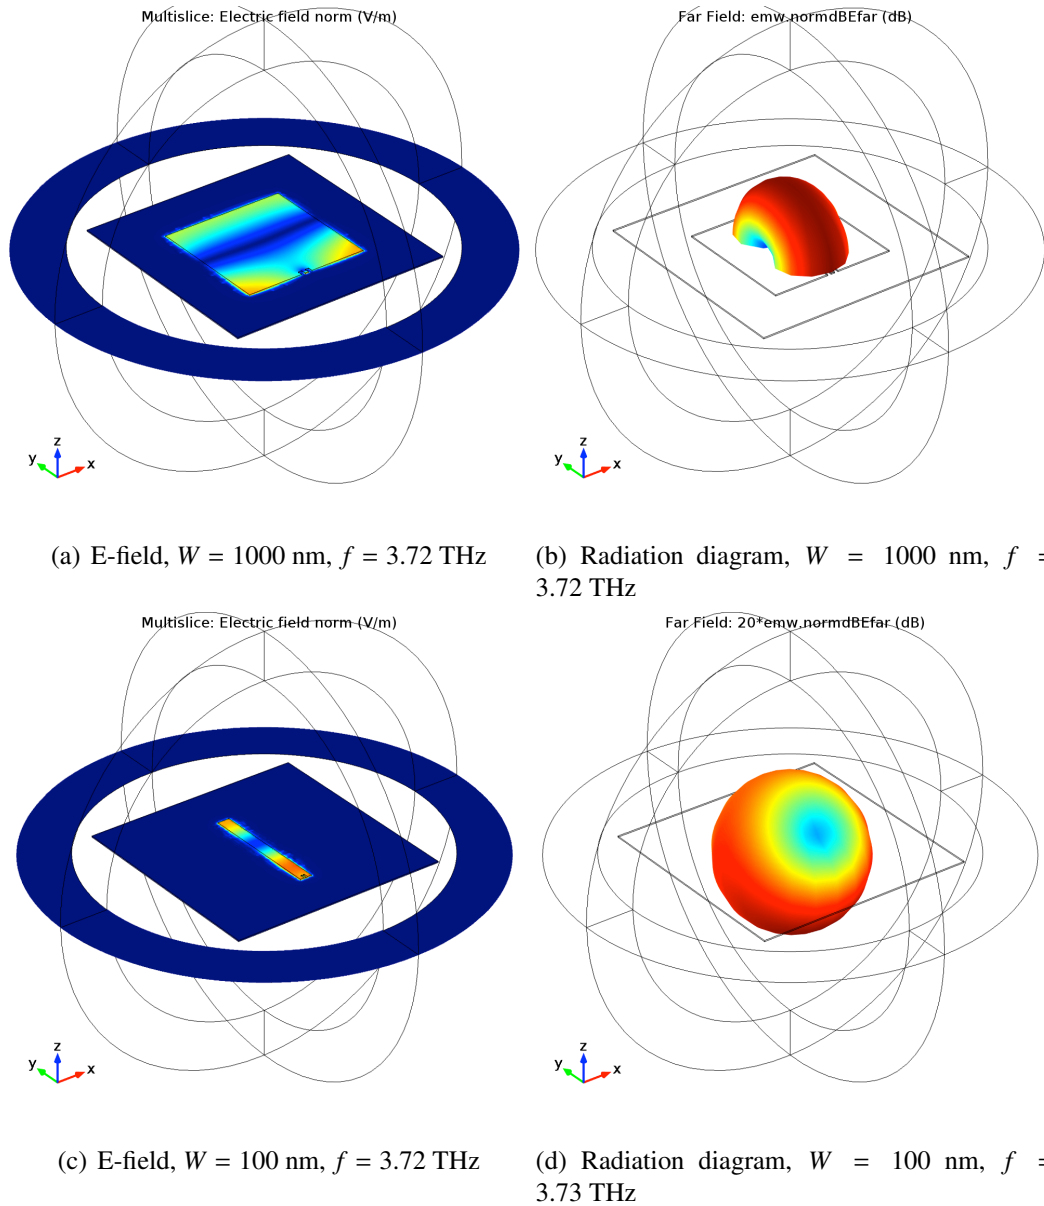 Multislice: Electric field norm (V/m)
Far Field: emw.normdBEfar (dB)
z
y
x
z
y
x
(a) E-field, W = 1000 nm, f = 3.72 THz
(b) Radiation diagram, W = 1000 nm, f =
3.72 THz
Multislice: Electric field norm (V/m)
Far Field: 20*emw.normdBEfar (dB)
z
y
x
z
y
x
(c) E-field, W = 100 nm, f = 3.72 THz
(d) Radiation diagram, W = 100 nm, f =
3.73 THz